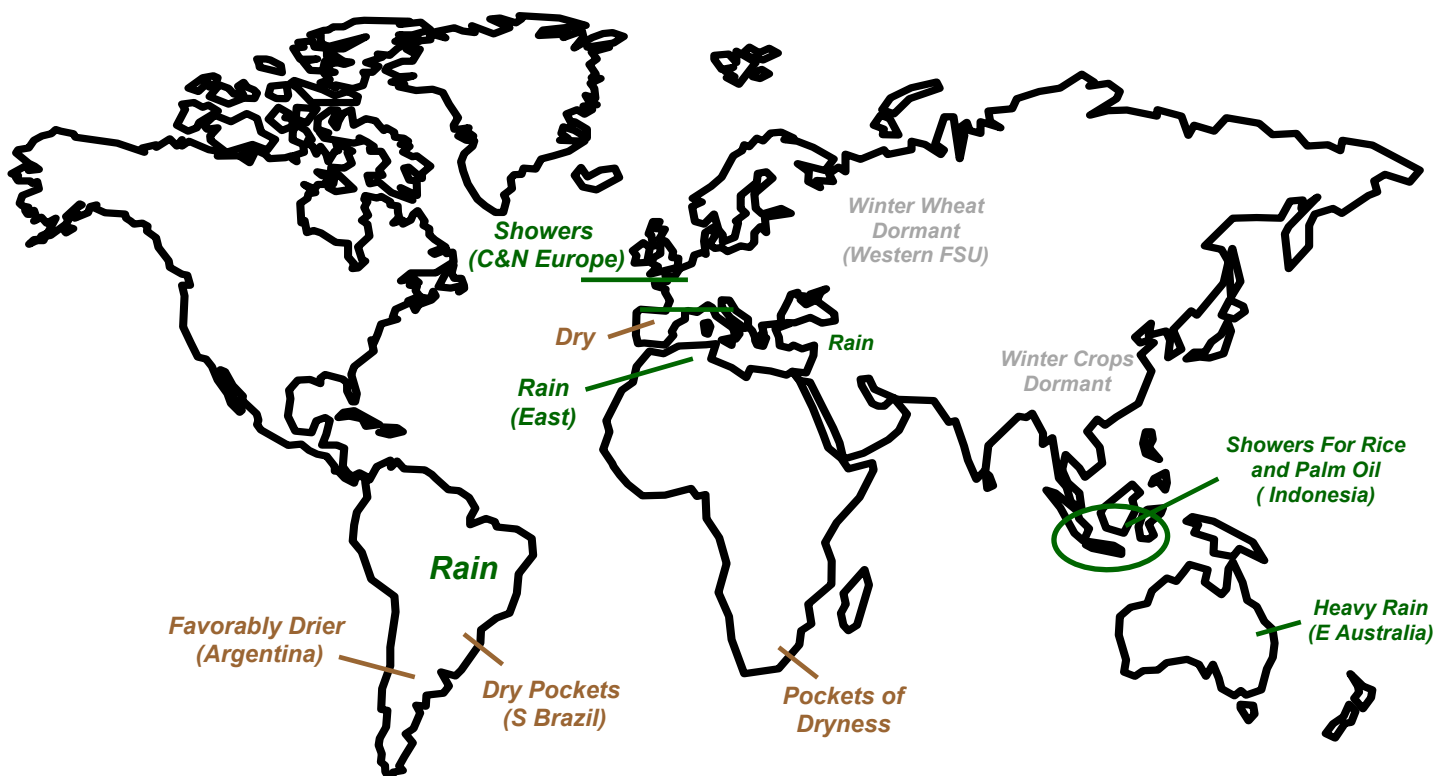 Winter Wheat
Dormant
(Western FSU)
Showers
(C&N Europe)
Dry
Rain
Winter Crops
Dormant
Rain
(East)
Showers For Rice
and Palm Oil
( Indonesia)
Rain
Heavy Rain
(E Australia)
Favorably Drier
(Argentina)
Dry Pockets
(S Brazil)
Pockets of
Dryness